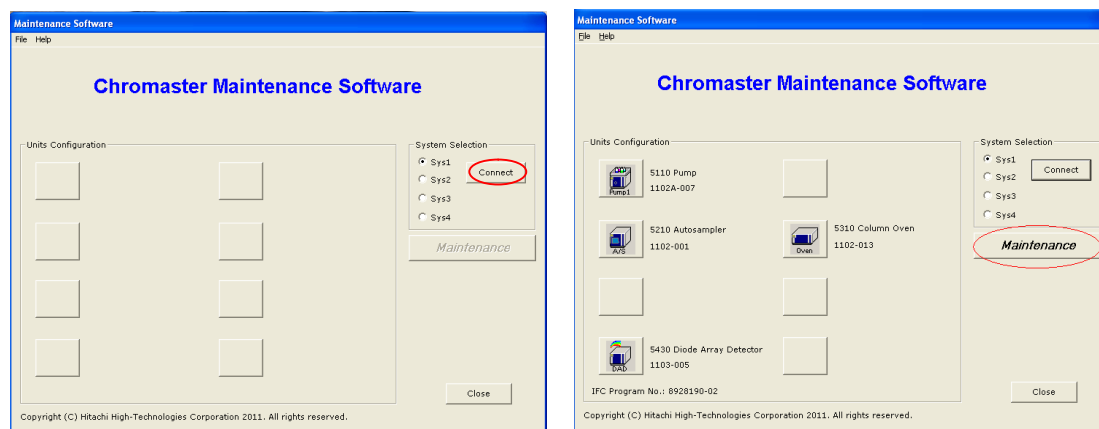 Maintenance Software
File Help
Chromaster Maintenance Software
Units Configuration
System Selection
Sys1
Connect
Sys2
Sys3
Sys4
Maintenance
Close
Copyright (C) Hitachi High-Technologies Corporation 2011. All rights reserved.
Maintenance Software
File Help
Chromaster Maintenance Software
Units Configuration
Pump1
5110 Pump
1102A-007
A/S
5210 Autosampler
1102-001
Oven
5310 Column Oven
1102-013
DAD
5430 Diode Array Detector
1103-005
IFC Program No.: 8928190-02
System Selection
Sys1
Connect
Sys2
Sys3
Sys4
Maintenance
Close
Copyright (C) Hitachi High-Technologies Corporation 2011. All rights reserved.